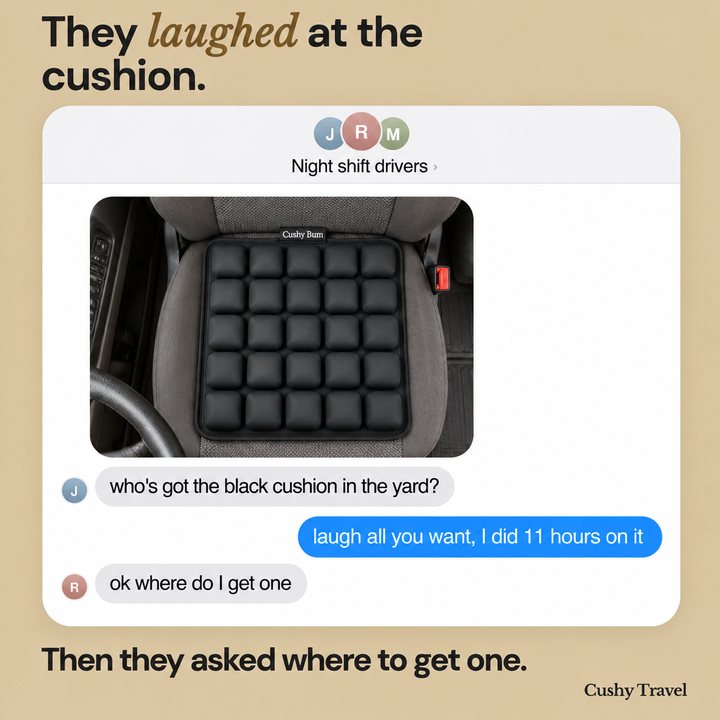 They laughed at the
cushion.
J R M
Night shift drivers ›
Cushy Bum
J
who's got the black cushion in the yard?
laugh all you want, I did 11 hours on it
R
ok where do I get one
Then they asked where to get one.
Cushy Travel